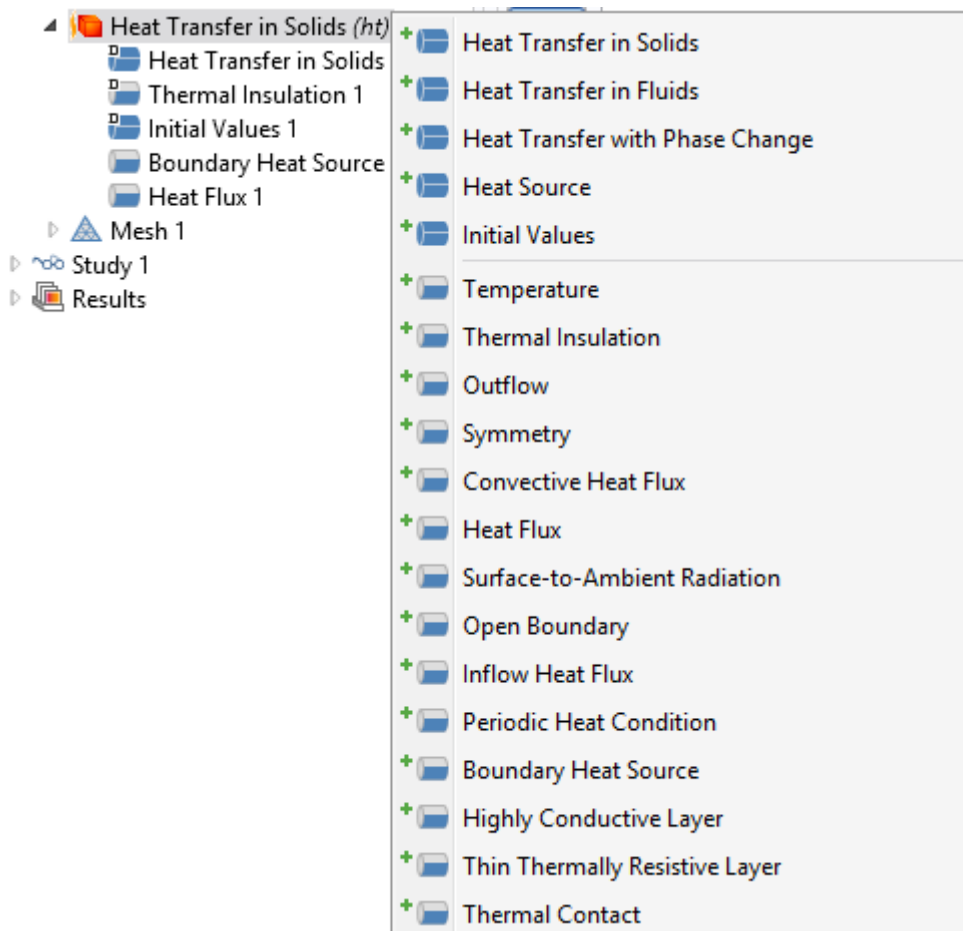 Heat Transfer in Solids (ht)
Heat Transfer in Solids
Thermal Insulation 1
Initial Values 1
Boundary Heat Source
Heat Flux 1
Mesh 1
Study 1
Results
Heat Transfer in Solids
Heat Transfer in Fluids
Heat Transfer with Phase Change
Heat Source
Initial Values
Temperature
Thermal Insulation
Outflow
Symmetry
Convective Heat Flux
Heat Flux
Surface-to-Ambient Radiation
Open Boundary
Inflow Heat Flux
Periodic Heat Condition
Boundary Heat Source
Highly Conductive Layer
Thin Thermally Resistive Layer
Thermal Contact